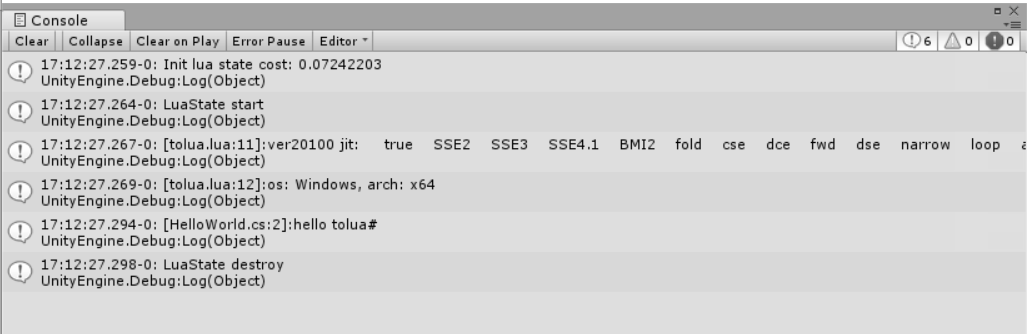 Console
Clear Collapse Clear on Play Error Pause Editor 6 0 0
17:12:27.259-0: Init lua state cost: 0.07242203
UnityEngine.Debug:Log(Object)
17:12:27.264-0: LuaState start
UnityEngine.Debug:Log(Object)
17:12:27.267-0: [tolua.lua:11]:ver20100 jit: true SSE2 SSE3 SSE4.1 BMI2 fold cse dce fwd dse narrow loop
UnityEngine.Debug:Log(Object)
17:12:27.269-0: [tolua.lua:12]:os: Windows, arch: x64
UnityEngine.Debug:Log(Object)
17:12:27.294-0: [HelloWorld.cs:2]:hello tolua#
UnityEngine.Debug:Log(Object)
17:12:27.298-0: LuaState destroy
UnityEngine.Debug:Log(Object)